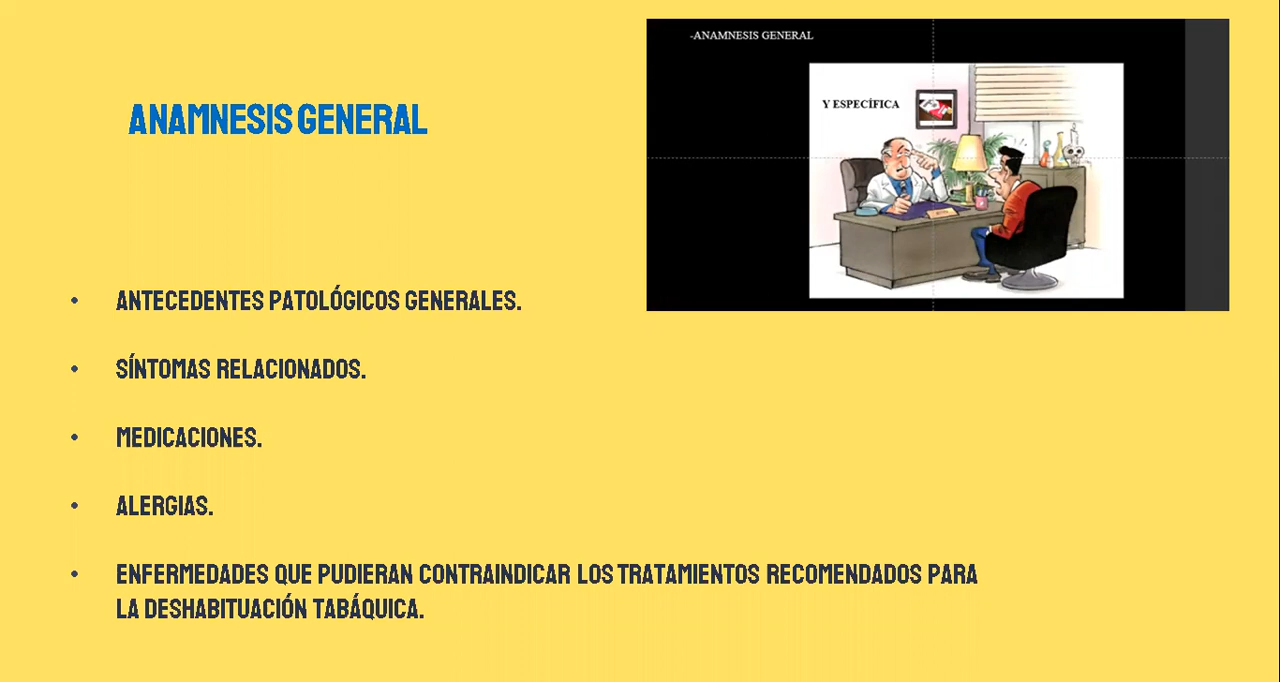 ANAMNESIS GENERAL
-ANAMNESIS GENERAL
Y ESPECÍFICA
• ANTECEDENTES PATOLÓGICOS GENERALES.
• SÍNTOMAS RELACIONADOS.
• MEDICACIONES.
• ALERGIAS.
• ENFERMEDADES QUE PUDIERAN CONTRAINDICAR LOS TRATAMIENTOS RECOMENDADOS PARA
LA DESHABITUACIÓN TABÁQUICA.